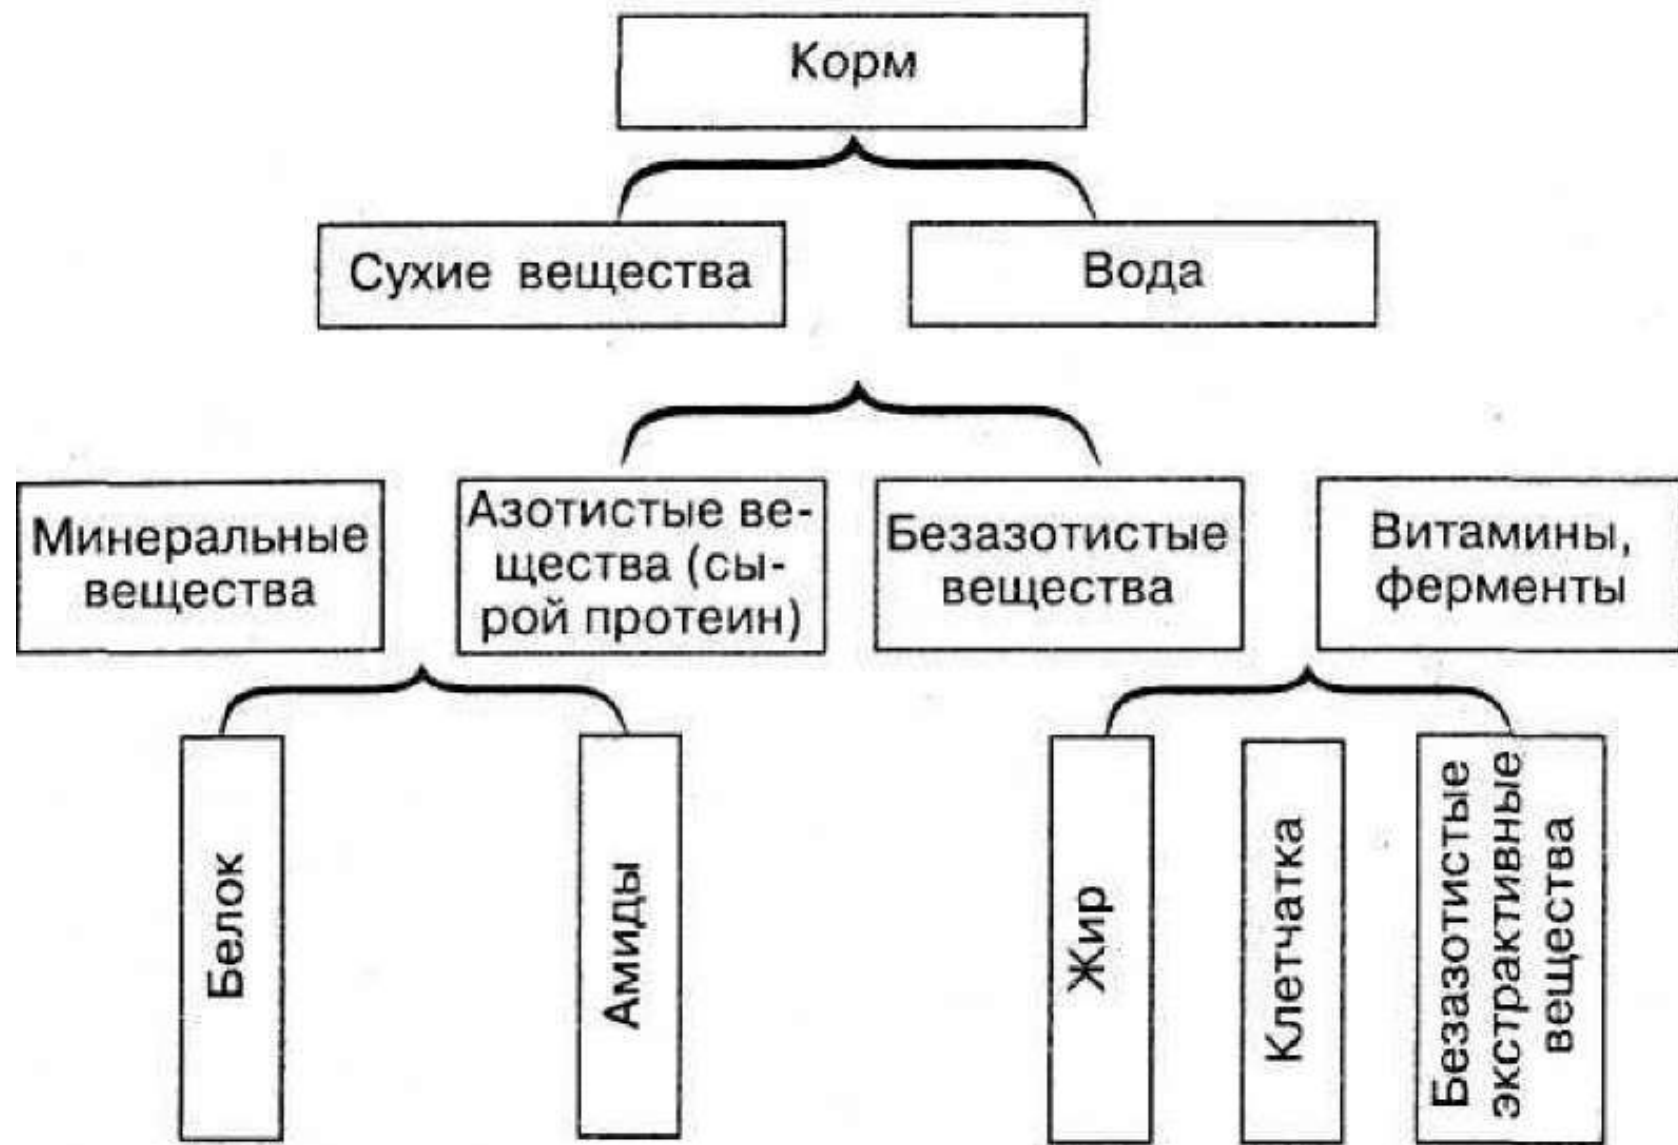 Корм
Сухие вещества
Вода
Минеральные
вещества
Азотистые ве-
щества (сы-
рой протеин)
Безазотистые
вещества
Витамины,
ферменты
Белок
Амиды
Жир
Клетчатка
Безазотистые
экстрактивные
вещества